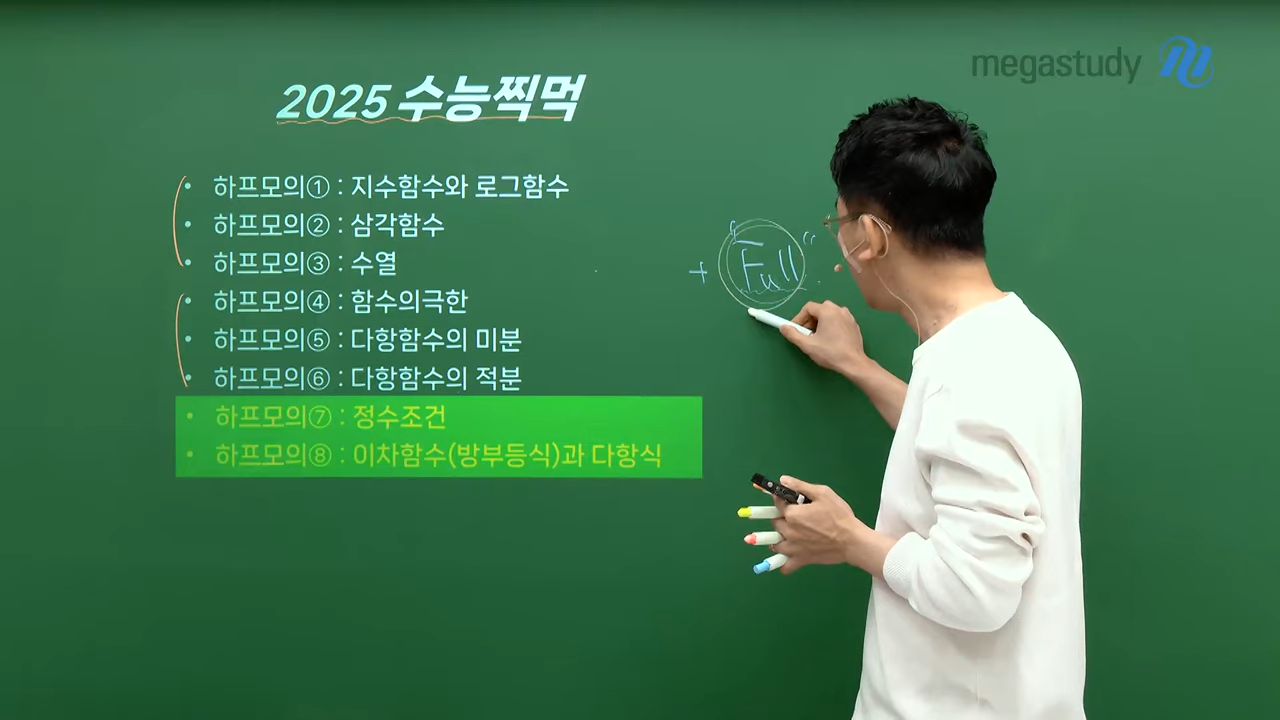 megastudy
2025 수능찍먹
• 하프모의① : 지수함수와 로그함수
• 하프모의② : 삼각함수
• 하프모의③ : 수열
• 하프모의④ : 함수의극한
• 하프모의⑤ : 다항함수의 미분
• 하프모의⑥ : 다항함수의 적분
• 하프모의⑦ : 정수조건
• 하프모의⑧ : 이차함수(방부등식)과 다항식
+ "Full"